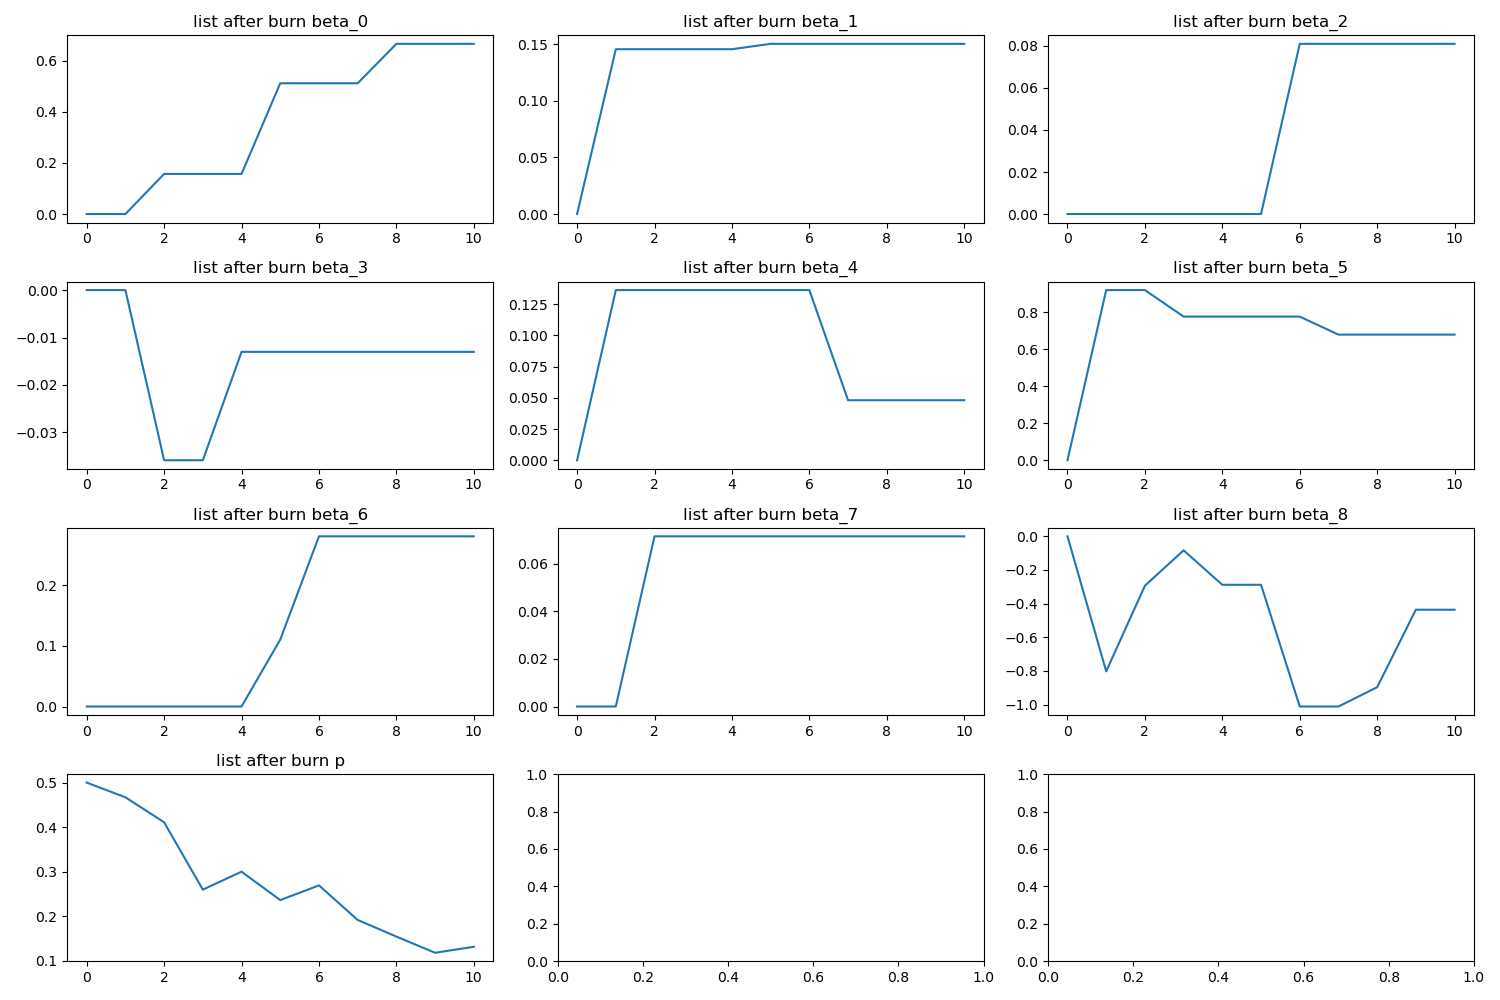 list after burn beta_0
list after burn beta_1
list after burn beta_2
0.6
0.4
0.2
0.0
0 2 4 6 8 10
0.15
0.10
0.05
0.00
0 2 4 6 8 10
0.08
0.06
0.04
0.02
0.00
0 2 4 6 8 10
list after burn beta_3
list after burn beta_4
list after burn beta_5
0.00
−0.01
−0.02
−0.03
0 2 4 6 8 10
0.125
0.100
0.075
0.050
0.025
0.000
0 2 4 6 8 10
0.8
0.6
0.4
0.2
0.0
0 2 4 6 8 10
list after burn beta_6
list after burn beta_7
list after burn beta_8
0.2
0.1
0.0
0 2 4 6 8 10
0.06
0.04
0.02
0.00
0 2 4 6 8 10
0.0
−0.2
−0.4
−0.6
−0.8
−1.0
0 2 4 6 8 10
list after burn p
0.5
0.4
0.3
0.2
0.1
0 2 4 6 8 10
1.0
0.8
0.6
0.4
0.2
0.0
0.0 0.2 0.4 0.6 0.8 1.0
1.0
0.8
0.6
0.4
0.2
0.0
0.0 0.2 0.4 0.6 0.8 1.0